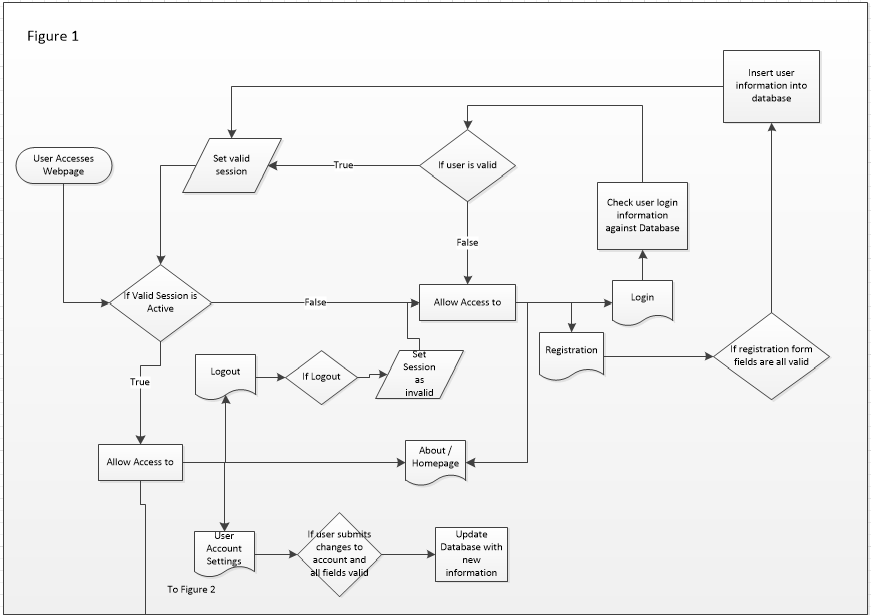 Figure 1
Insert user
information into
database
User Accesses
Webpage
Set valid
session
True
If user is valid
Check user login
information
against Database
False
If Valid Session is
Active
False
Allow Access to
Login
Registration
If registration form
fields are all valid
True
Logout
If Logout
Set
Session
as
invalid
Allow Access to
About /
Homepage
User
Account
Settings
If user submits
changes to
account and
all fields valid
Update
Database with
new
information
To Figure 2